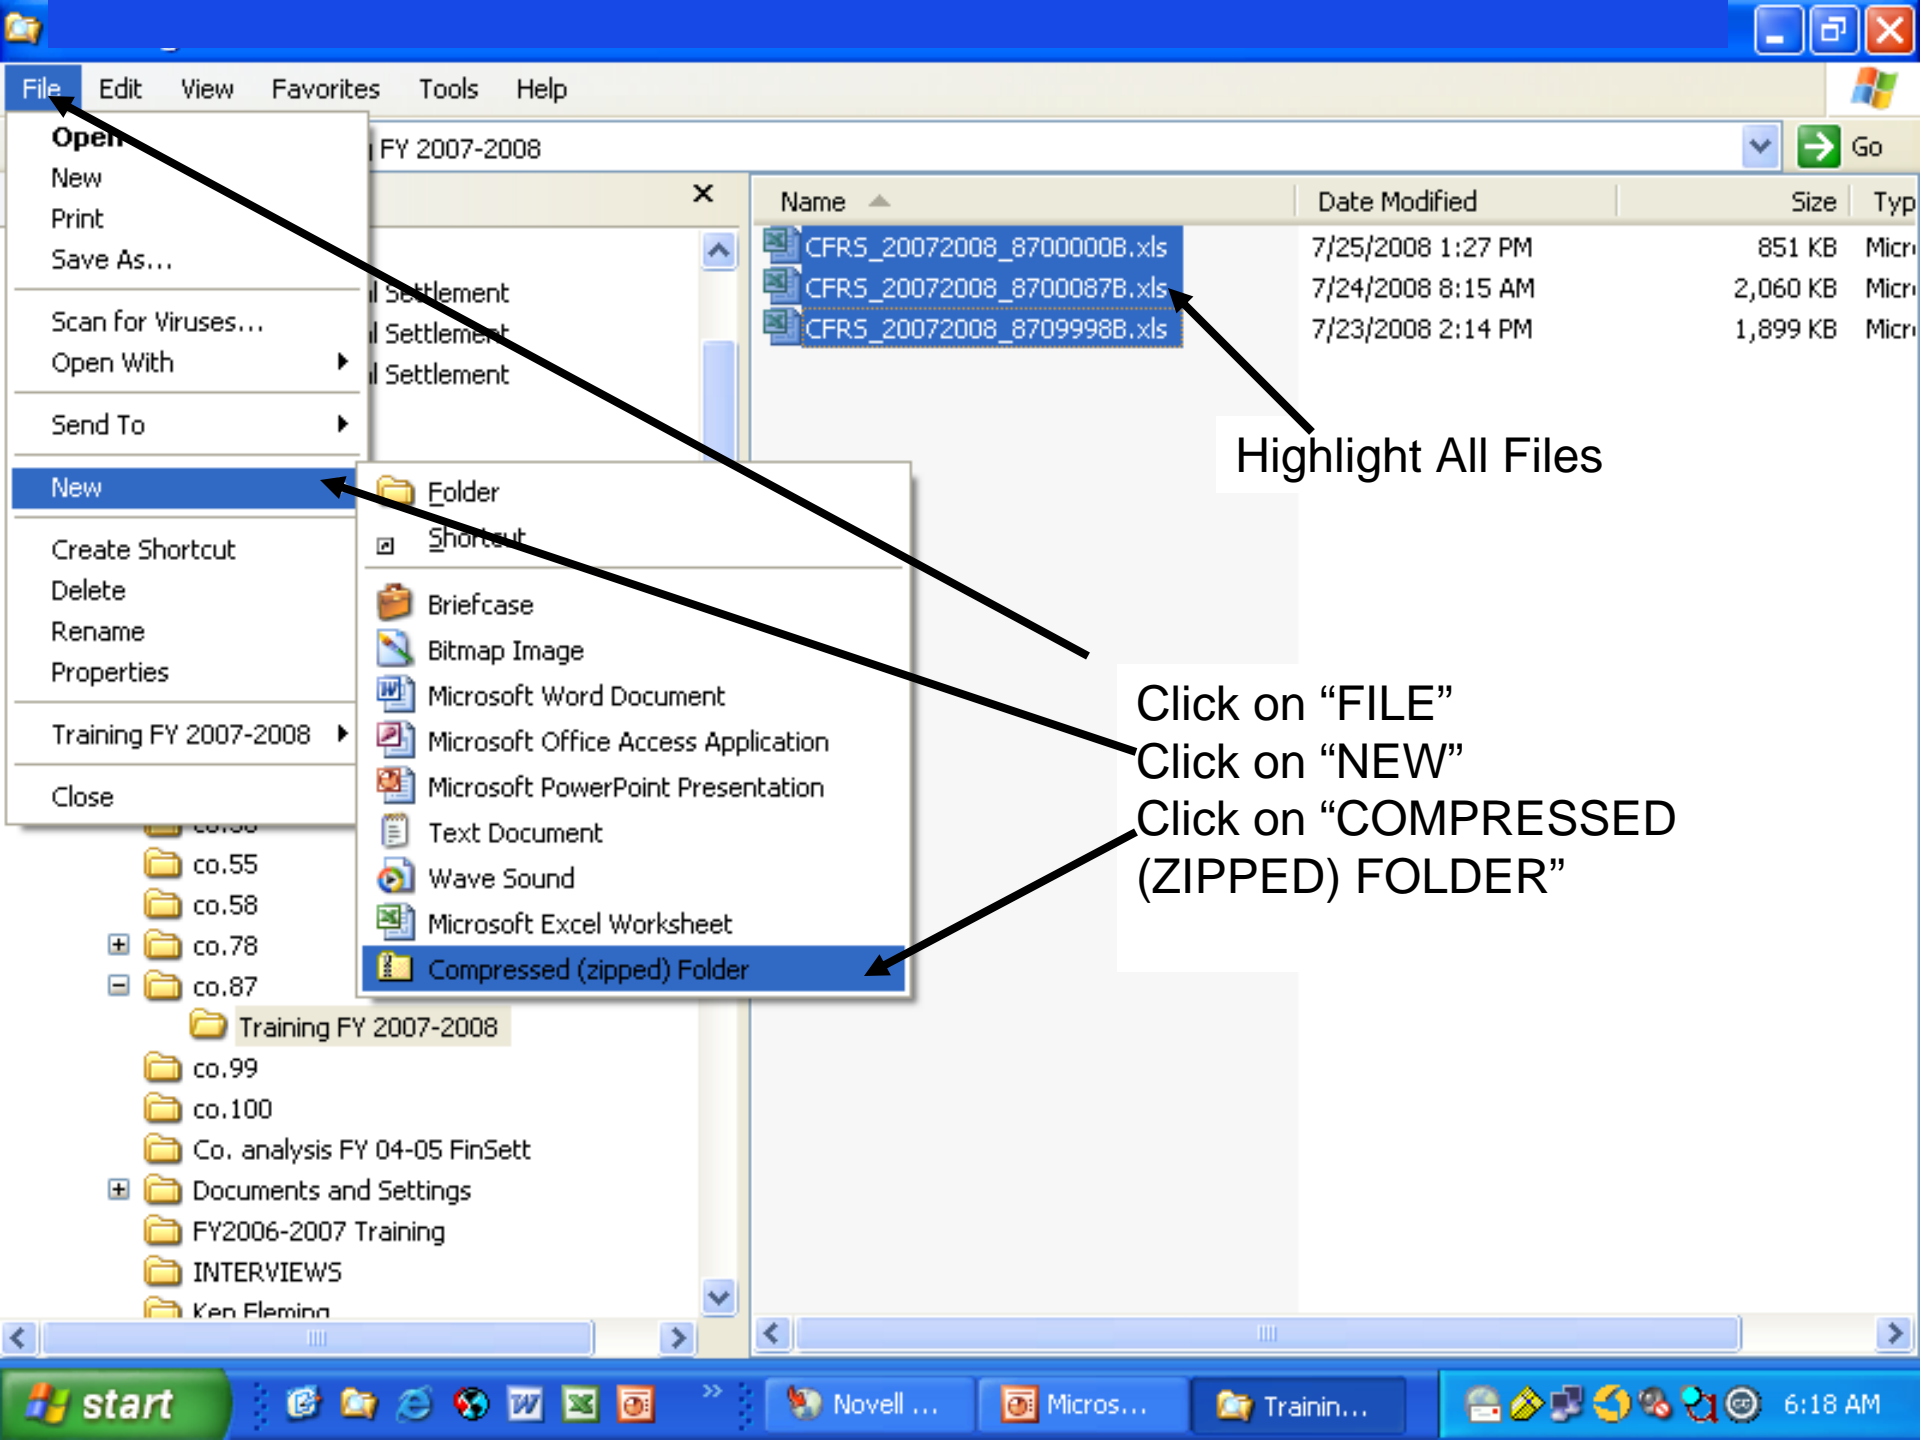 File Edit View Favorites Tools Help
Open
New
Print
Save As...
Scan for Viruses...
Open With
Send To
New
Create Shortcut
Delete
Rename
Properties
Training FY 2007-2008
Close
FY 2007-2008
Go
Settlement
Settlement
Settlement
Folder
Shortcut
Briefcase
Bitmap Image
Microsoft Word Document
Microsoft Office Access Application
Microsoft PowerPoint Presentation
Text Document
Wave Sound
Microsoft Excel Worksheet
Compressed (zipped) Folder
co.55
co.58
co.78
co.87
Training FY 2007-2008
co.99
co.100
Co. analysis FY 04-05 FinSett
Documents and Settings
FY2006-2007 Training
INTERVIEWS
Ken Fleming
Name Date Modified Size Typ
CFRS_20072008_8700000B.xls 7/25/2008 1:27 PM 851 KB Micr
CFRS_20072008_8700087B.xls 7/24/2008 8:15 AM 2,060 KB Micr
CFRS_20072008_8709998B.xls 7/23/2008 2:14 PM 1,899 KB Micr
Highlight All Files
Click on “FILE”
Click on “NEW”
Click on “COMPRESSED
(ZIPPED) FOLDER”
start Novell ... Micros... Trainin... 6:18 AM